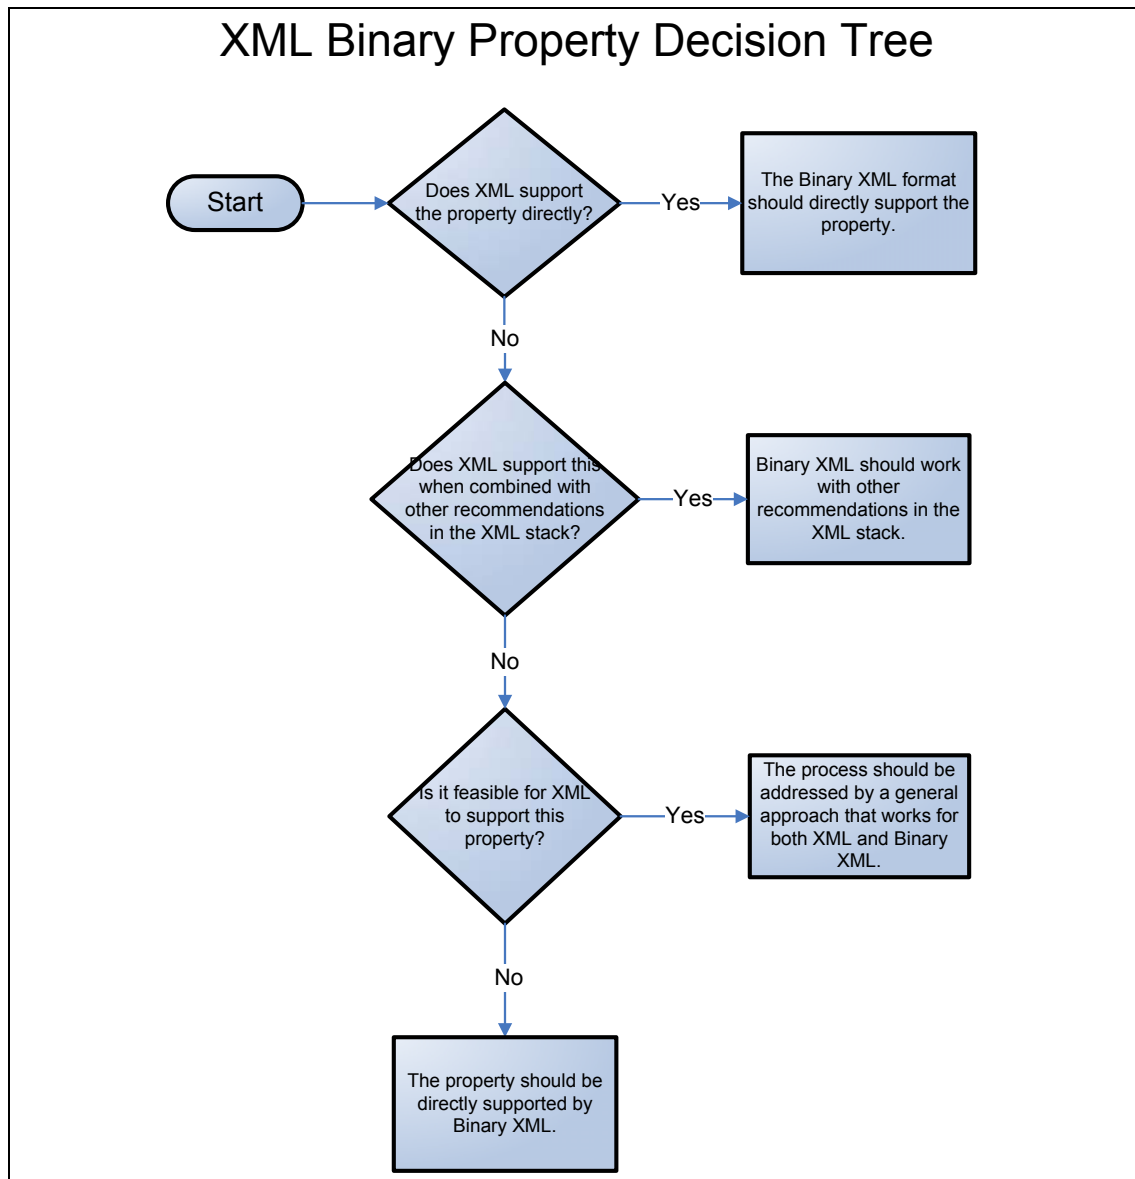 XML Binary Property Decision Tree
Start
Does XML support
the property directly?
Yes
The Binary XML format
should directly support the
property.
No
Does XML support this
when combined with
other recommendations
in the XML stack?
Yes
Binary XML should work
with other
recommendations in the
XML stack.
No
Is it feasible for XML
to support this
property?
Yes
The process should be
addressed by a general
approach that works for
both XML and Binary
XML.
No
The property should be
directly supported by
Binary XML.